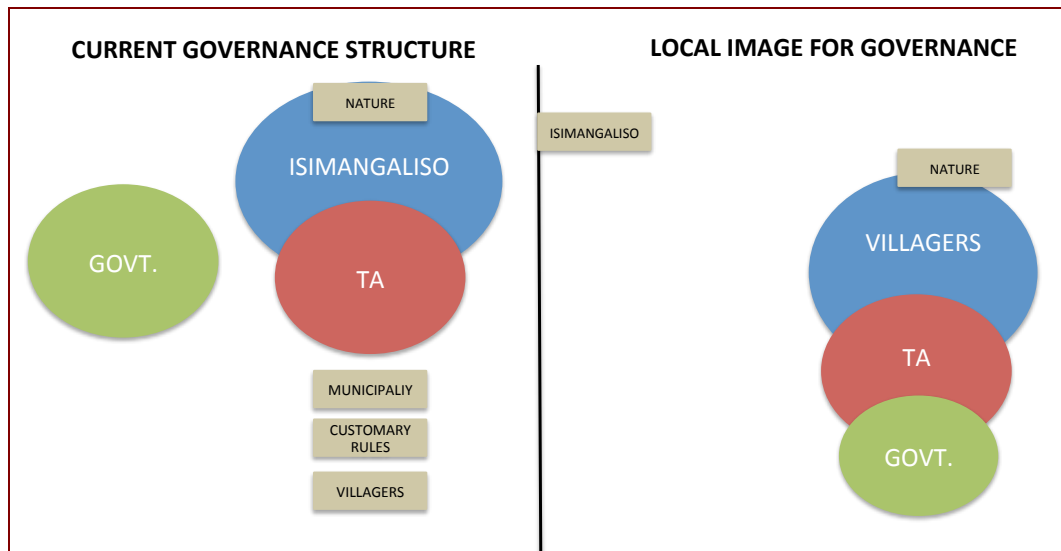 CURRENT GOVERNANCE STRUCTURE
NATURE
ISIMANGALISO
GOVT.
TA
MUNICIPALIY
CUSTOMARY
RULES
VILLAGERS
LOCAL IMAGE FOR GOVERNANCE
ISIMANGALISO
NATURE
VILLAGERS
TA
GOVT.